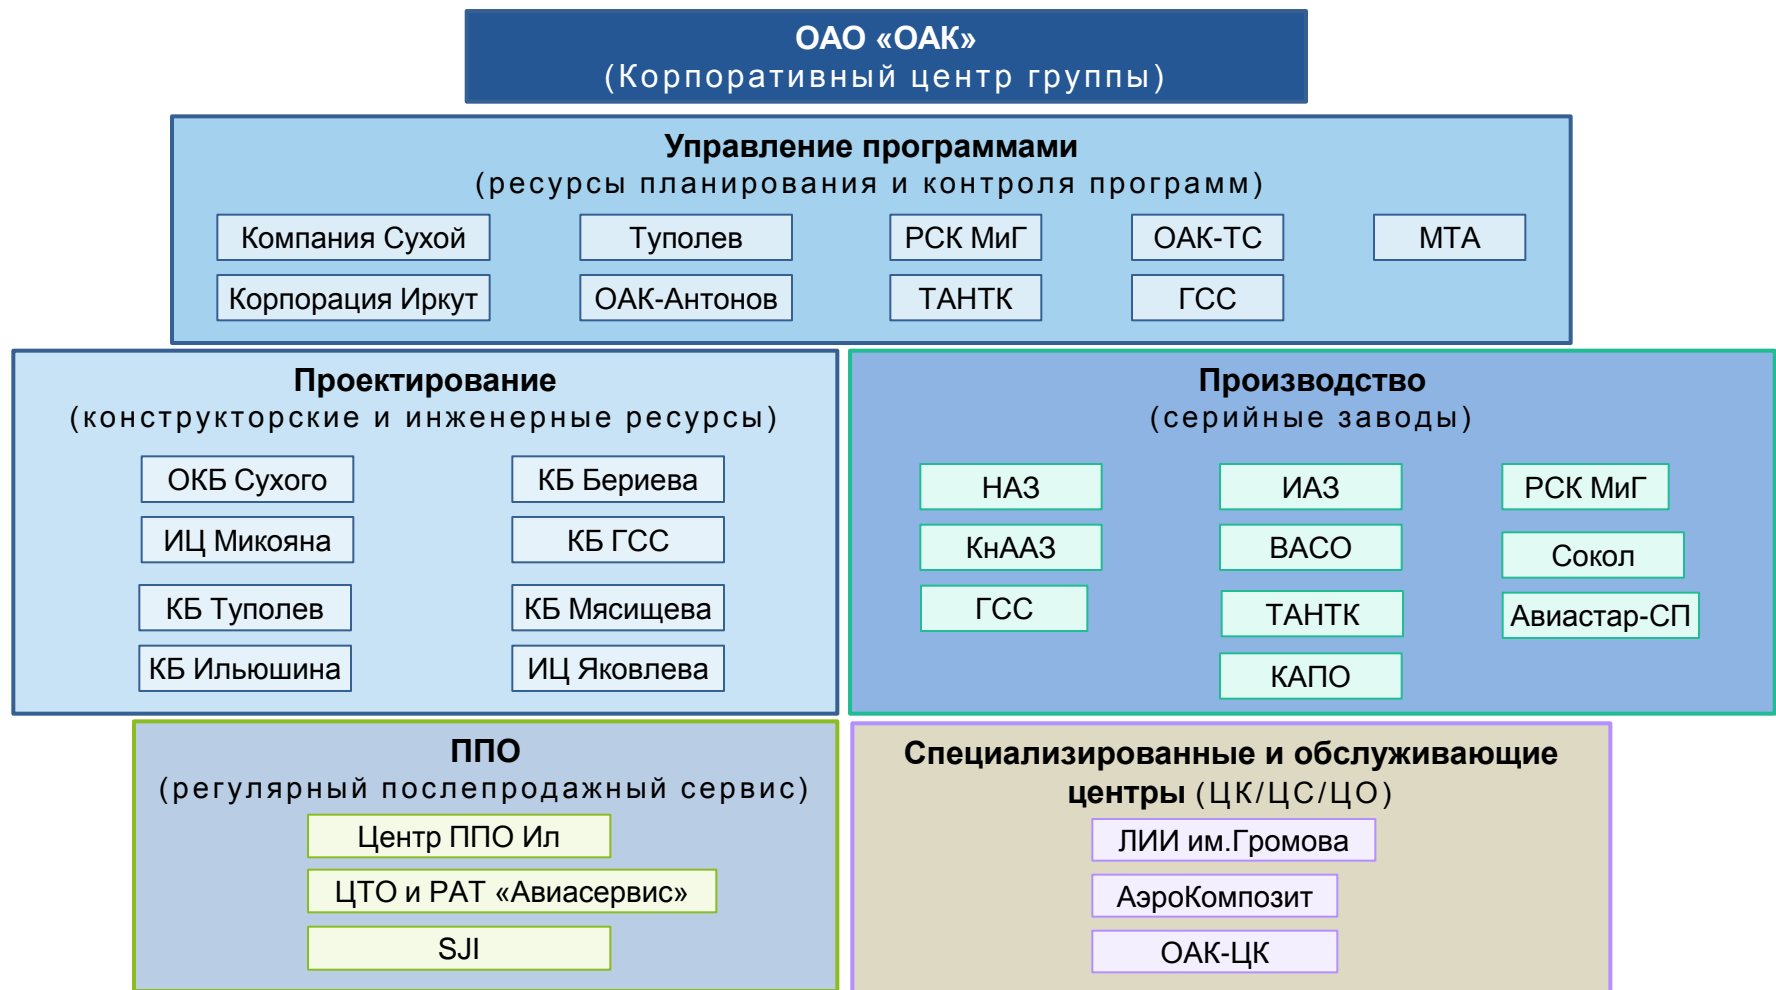 ОАО «ОАК»
(Корпоративный центр группы)
Управление программами
(ресурсы планирования и контроля программ)
Компания Сухой
Туполев
РСК МиГ
ОАК-ТС
МТА
Корпорация Иркут
ОАК-Антонов
ТАНТК
ГСС
Проектирование
(конструкторские и инженерные ресурсы)
ОКБ Сухого
КБ Бериева
ИЦ Микояна
КБ ГСС
КБ Туполев
КБ Мясищева
КБ Ильюшина
ИЦ Яковлева
Производство
(серийные заводы)
НАЗ
ИАЗ
РСК МиГ
КнААЗ
ВАСО
Сокол
ГСС
ТАНТК
Авиастар-СП
КАПО
ППО
(регулярный послепродажный сервис)
Центр ППО Ил
ЦТО и РАТ «Авиасервис»
SJI
Специализированные и обслуживающие
центры (ЦК/ЦС/ЦО)
ЛИИ им.Громова
АэроКомпозит
ОАК-ЦК